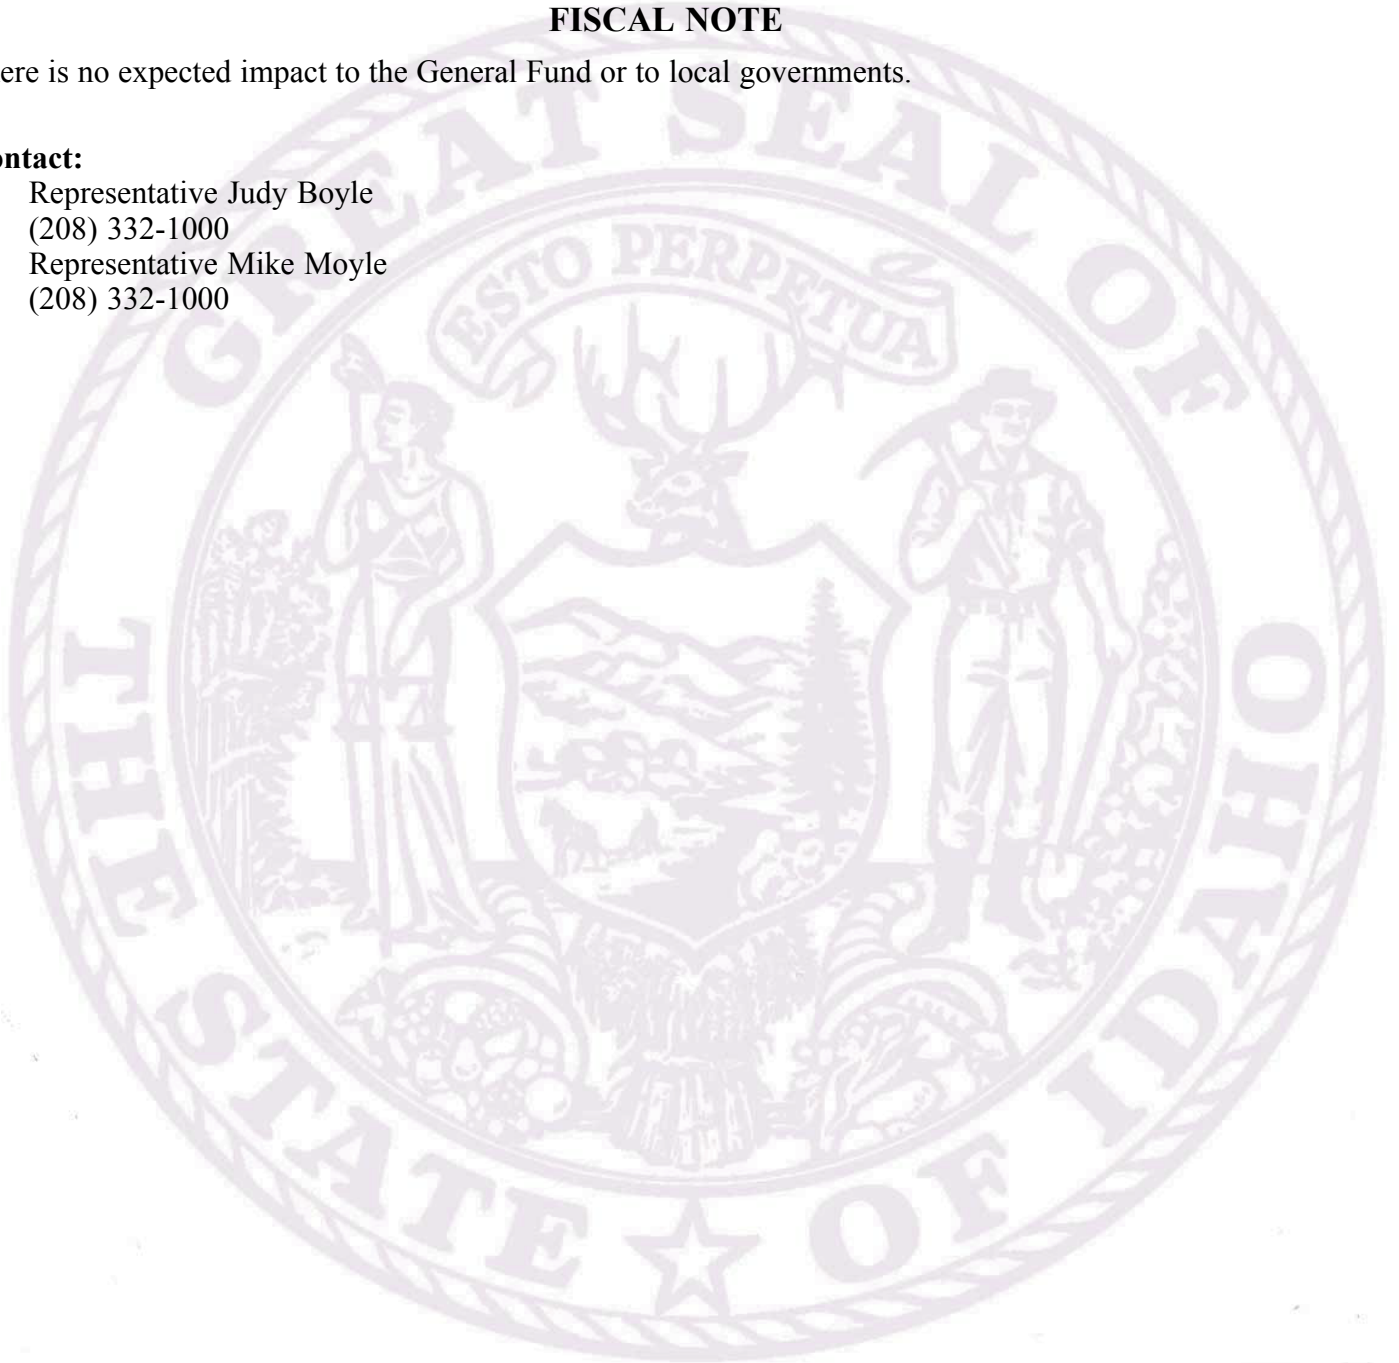 FISCAL NOTE
ere is no expected impact to the General Fund or to local governments.
ontact:
Representative Judy Boyle
(208) 332-1000
Representative Mike Moyle
(208) 332-1000
GREAT SEAL OF
ESTO PERPETUA
THE
STATE OF IDAHO